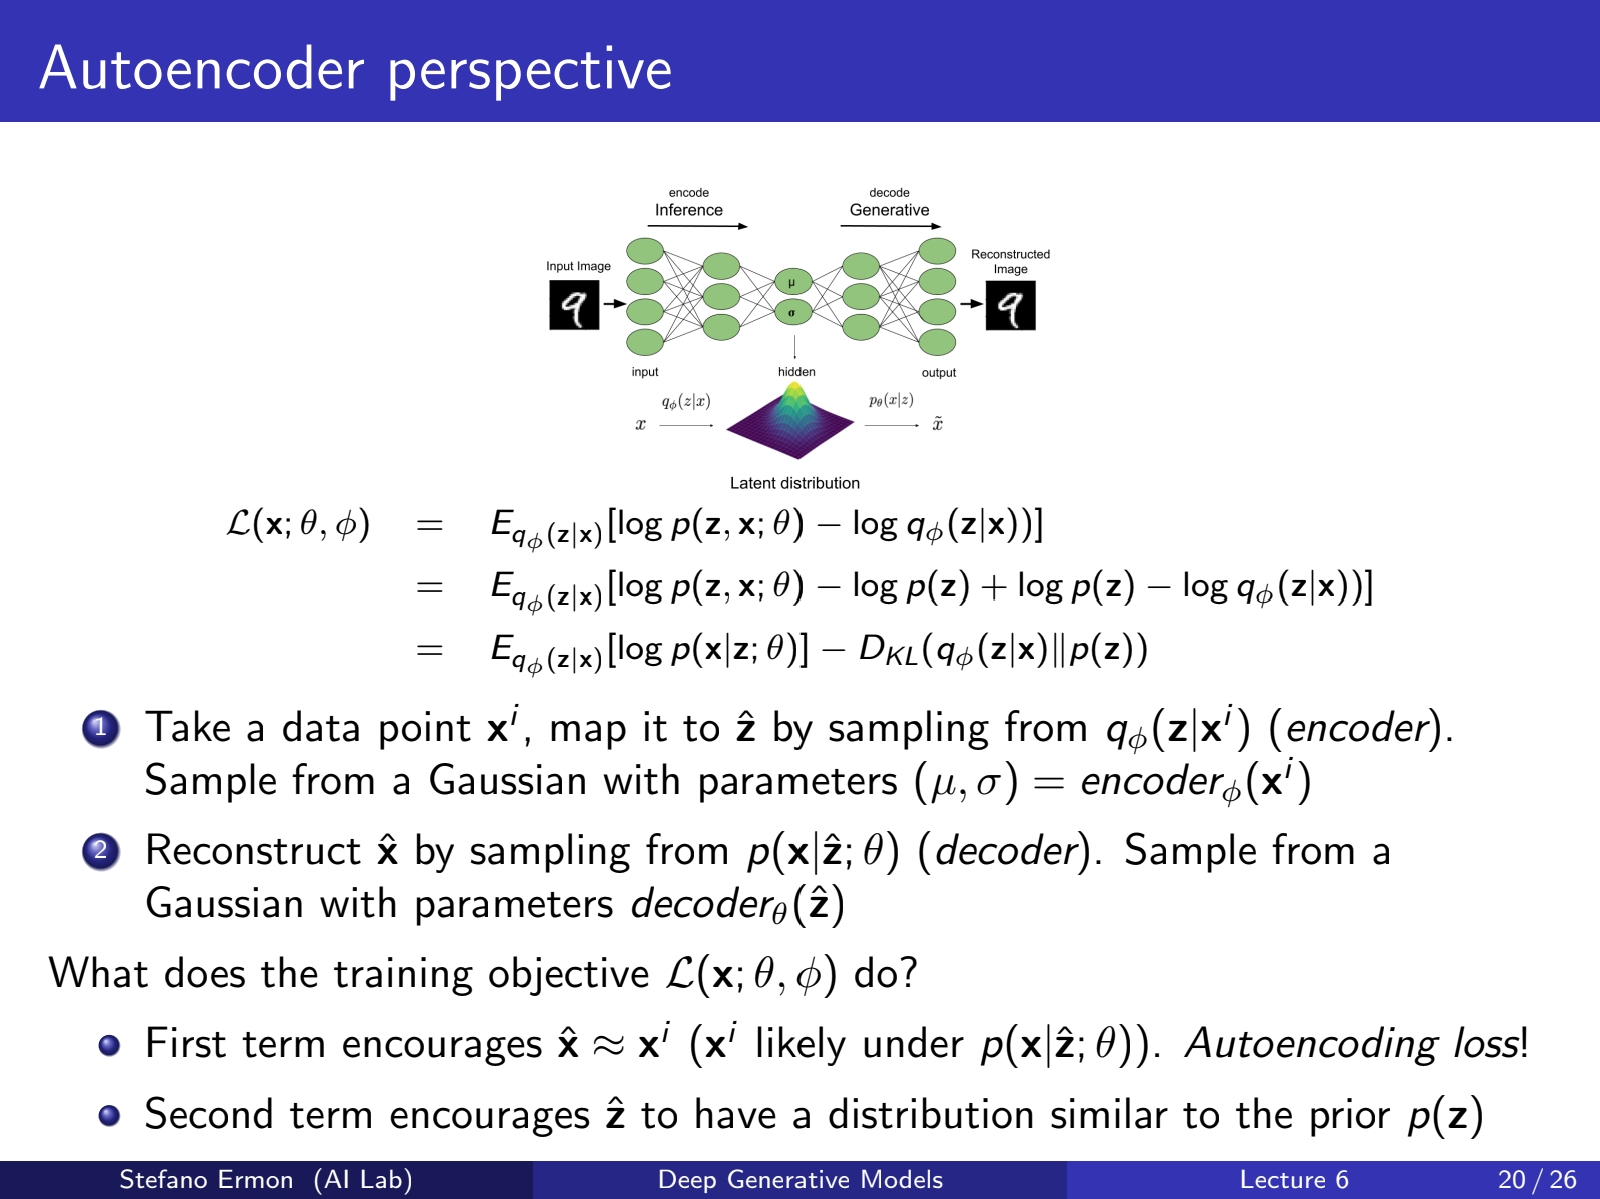 Autoencoder perspective
encode
Inference
decode
Generative
Input Image
Reconstructed
Image
μ
σ
input
hidden
output
x
qϕ(z|x)
pθ(x|z)
x̃
Latent distribution
ℒ(x; θ, ϕ) = E_{qϕ(z|x)}[log p(z, x; θ) − log qϕ(z|x))]
= E_{qϕ(z|x)}[log p(z, x; θ) − log p(z) + log p(z) − log qϕ(z|x))]
= E_{qϕ(z|x)}[log p(x|z; θ)] − D_{KL}(qϕ(z|x)∥p(z))
1 Take a data point xⁱ, map it to ẑ by sampling from qϕ(z|xⁱ) (encoder).
Sample from a Gaussian with parameters (μ, σ) = encoderϕ(xⁱ)
2 Reconstruct x̂ by sampling from p(x|ẑ; θ) (decoder). Sample from a
Gaussian with parameters decoderθ(ẑ)
What does the training objective ℒ(x; θ, ϕ) do?
First term encourages x̂ ≈ xⁱ (xⁱ likely under p(x|ẑ; θ)). Autoencoding loss!
Second term encourages ẑ to have a distribution similar to the prior p(z)
Stefano Ermon (AI Lab) Deep Generative Models Lecture 6 20 / 26